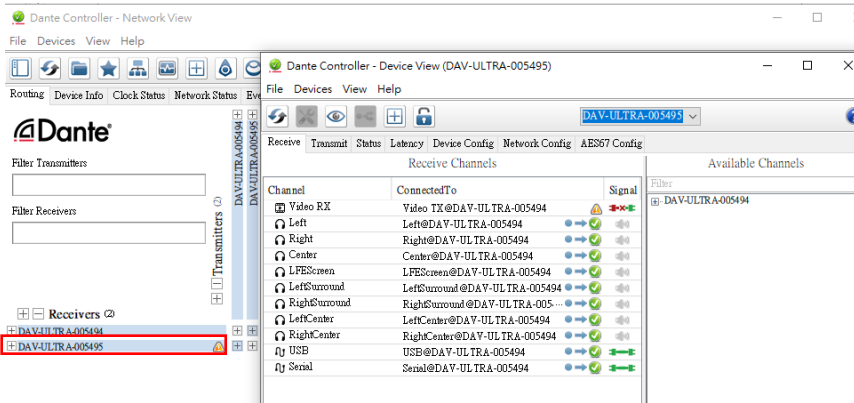 Dante Controller - Network View
File Devices View Help
Routing Device Info Clock Status Network Status Eve
Dante
Filter Transmitters
Filter Receivers
Transmitters (2)
DAV-ULTRA-005494
DAV-ULTRA-005495
Receivers (2)
DAV-ULTRA-005494
DAV-ULTRA-005495
Dante Controller - Device View (DAV-ULTRA-005495)
File Devices View Help
DAV-ULTRA-005495
Receive Transmit Status Latency Device Config Network Config AES67 Config
Receive Channels
Channel ConnectedTo Signal
Video RX Video TX@DAV-ULTRA-005494
Left Left@DAV-ULTRA-005494
Right Right@DAV-ULTRA-005494
Center Center@DAV-ULTRA-005494
LFEScreen LFEScreen@DAV-ULTRA-005494
LeftSurround LeftSurround@DAV-ULTRA-005494
RightSurround RightSurround@DAV-ULTRA-005...
LeftCenter LeftCenter@DAV-ULTRA-005494
RightCenter RightCenter@DAV-ULTRA-005494
USB USB@DAV-ULTRA-005494
Serial Serial@DAV-ULTRA-005494
Available Channels
Filter
DAV-ULTRA-005494